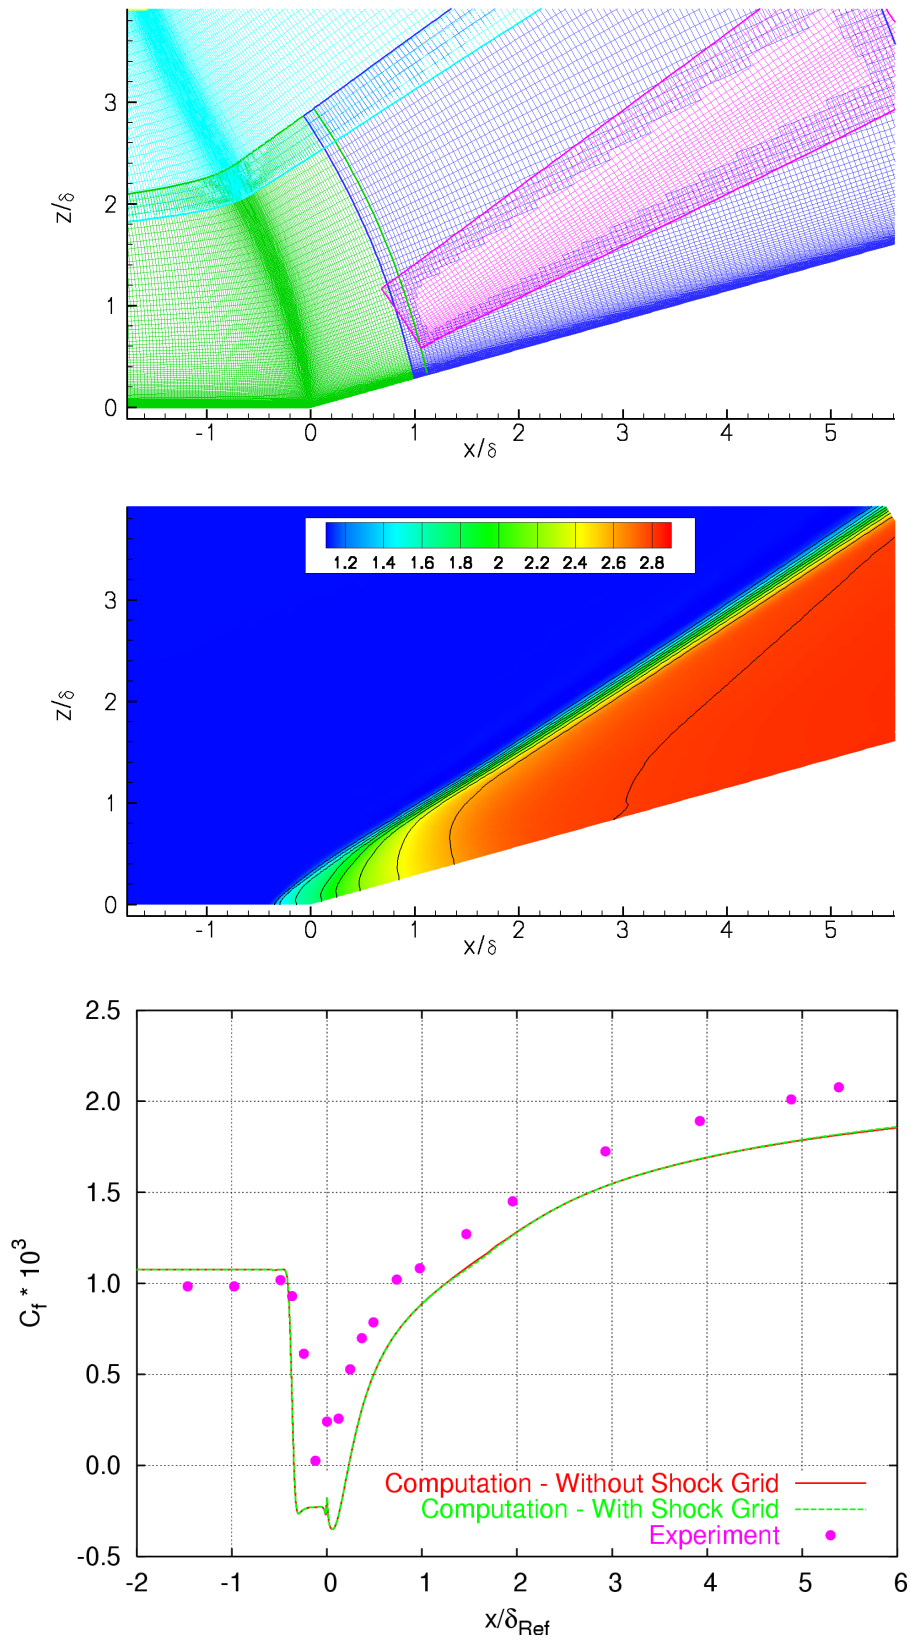 3
2
1
0
z/δ
-1 0 1 2 3 4 5
x/δ
1.2 1.4 1.6 1.8 2 2.2 2.4 2.6 2.8
3
2
1
0
z/δ
-1 0 1 2 3 4 5
x/δ
2.5
2.0
1.5
1.0
0.5
0.0
-0.5
C_f * 10^3
Computation - Without Shock Grid
Computation - With Shock Grid
Experiment
-2 -1 0 1 2 3 4 5 6
x/δ_Ref